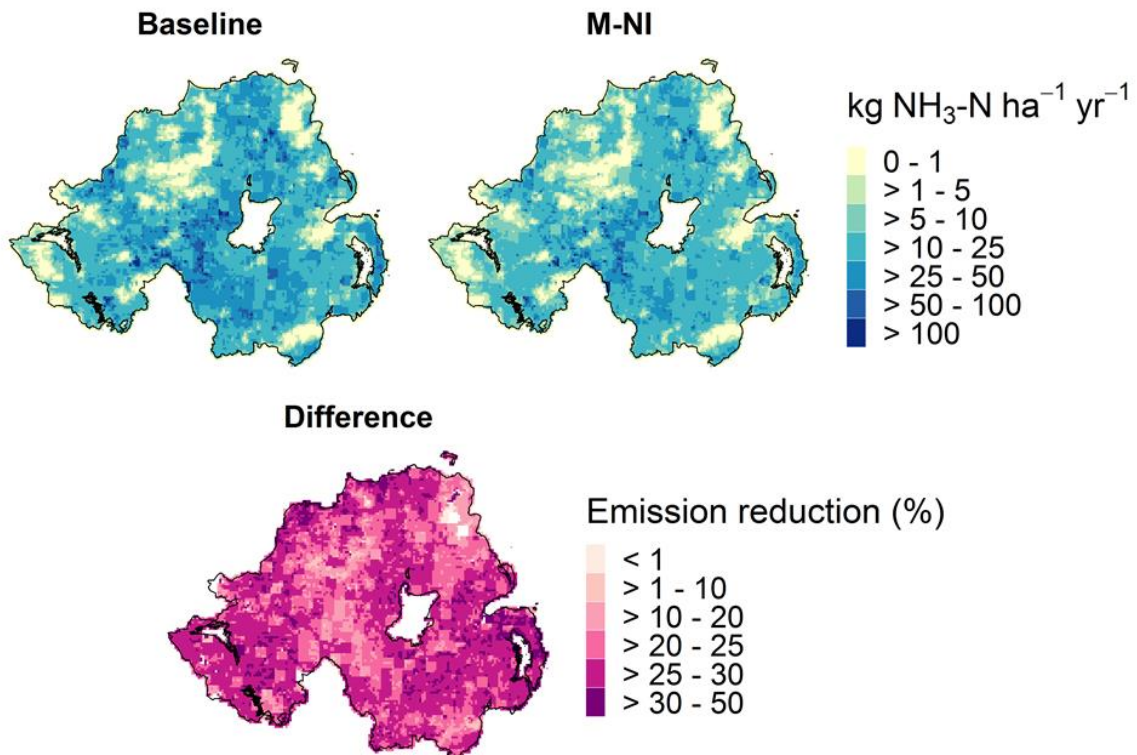 Baseline
M-NI
kg NH₃-N ha⁻¹ yr⁻¹
0 - 1
> 1 - 5
> 5 - 10
> 10 - 25
> 25 - 50
> 50 - 100
> 100
Difference
Emission reduction (%)
< 1
> 1 - 10
> 10 - 20
> 20 - 25
> 25 - 30
> 30 - 50